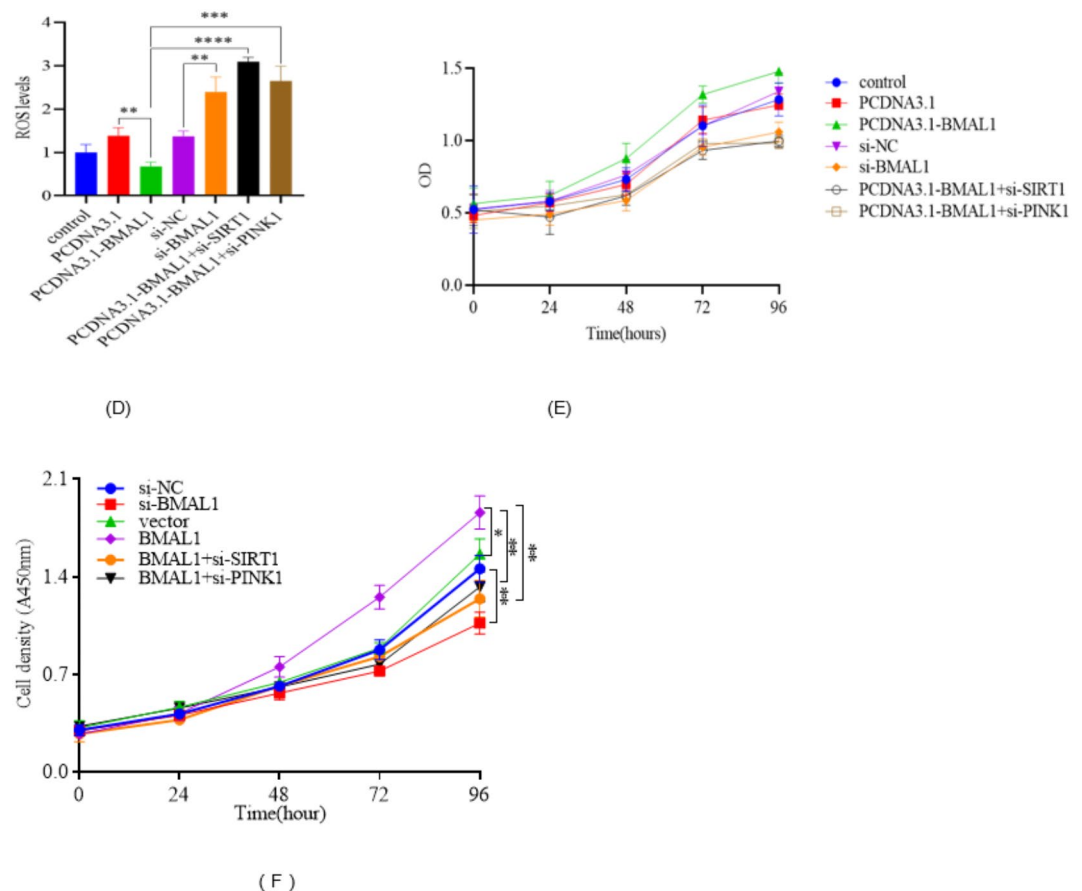 ***
****
**
**
ROS levels
4
3
2
1
0
control
PCDNA3.1
PCDNA3.1-BMAL1
si-NC
si-BMAL1
PCDNA3.1-BMAL1+si-SIRT1
PCDNA3.1-BMAL1+si-PINK1
(D)
OD
1.5
1.0
0.5
0.0
0 24 48 72 96
Time(hours)
control
PCDNA3.1
PCDNA3.1-BMAL1
si-NC
si-BMAL1
PCDNA3.1-BMAL1+si-SIRT1
PCDNA3.1-BMAL1+si-PINK1
(E)
Cell density (A450nm)
2.1
1.4
0.7
0.0
si-NC
si-BMAL1
vector
BMAL1
BMAL1+si-SIRT1
BMAL1+si-PINK1
*
**
**
**
0 24 48 72 96
Time(hour)
( F )